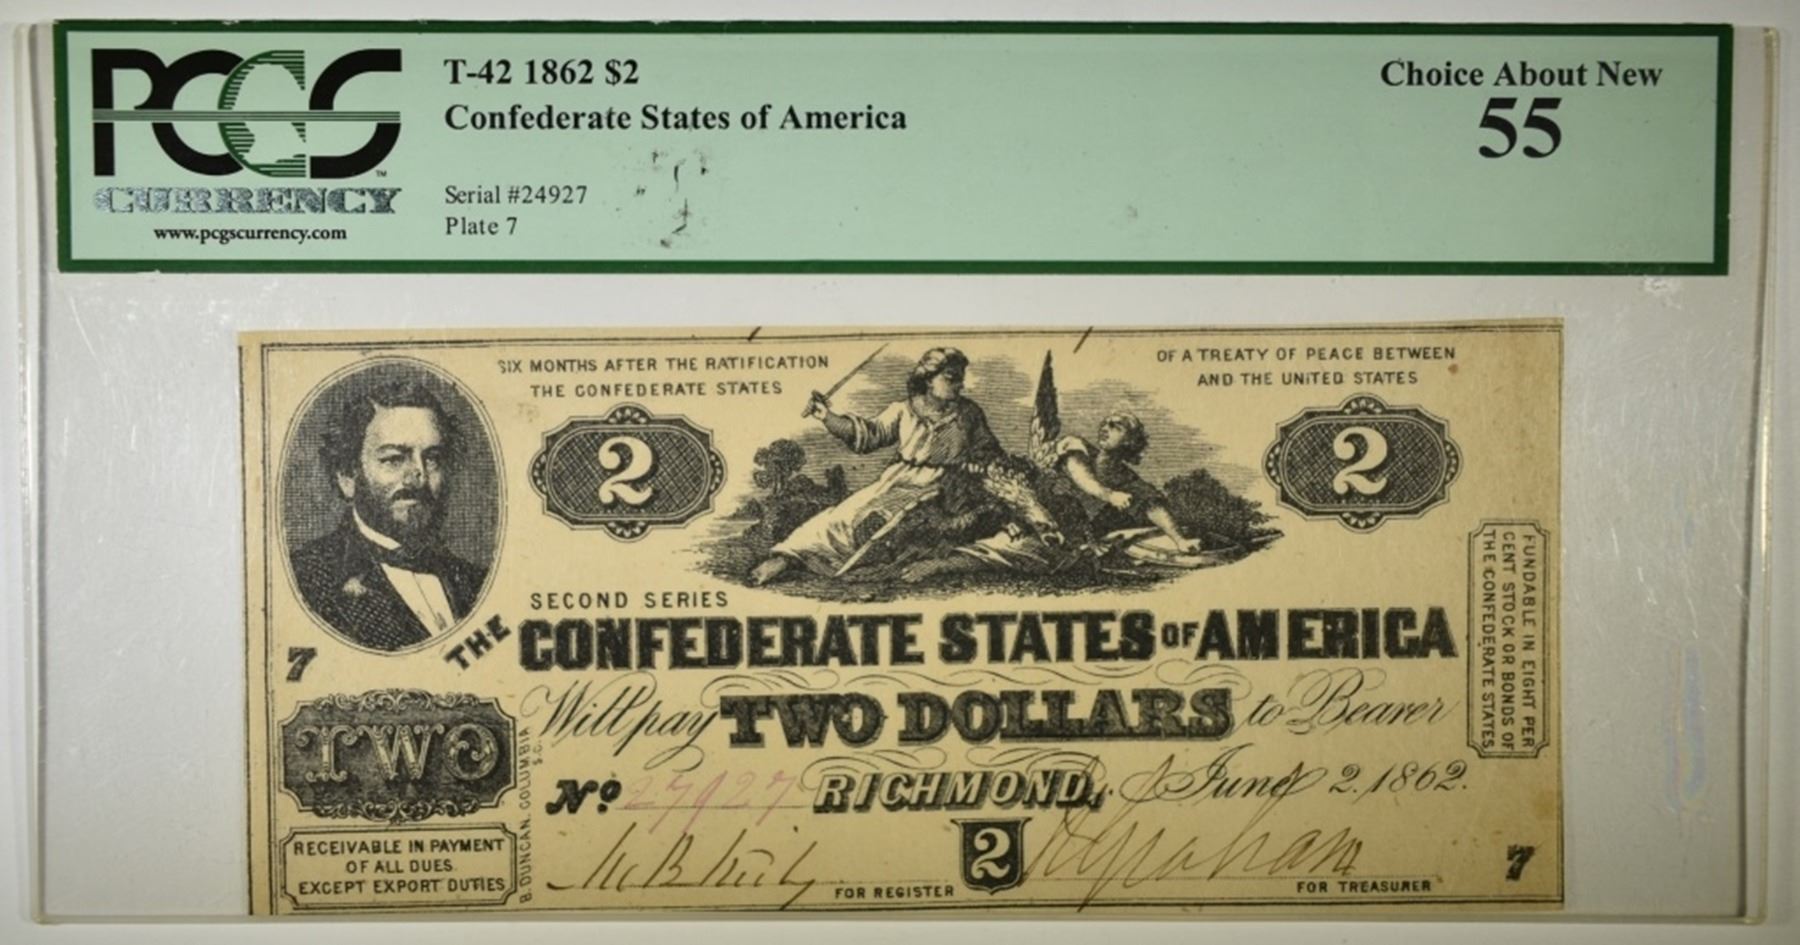 PCGS
CURRENCY
™
www.pcgscurrency.com
T-42 1862 $2
Confederate States of America
Serial #24927
Plate 7
Choice About New
55
SIX MONTHS AFTER THE RATIFICATION
THE CONFEDERATE STATES
OF A TREATY OF PEACE BETWEEN
AND THE UNITED STATES
2
2
SECOND SERIES
THE CONFEDERATE STATES OF AMERICA
7
Will pay TWO DOLLARS to Bearer
TWO
No
RICHMOND, June 2. 1862.
RECEIVABLE IN PAYMENT
OF ALL DUES.
EXCEPT EXPORT DUTIES
B. DUNCAN. COLUMBIA
S.C.
FOR REGISTER
2
FOR TREASURER
7
FUNDABLE IN EIGHT PER
CENT STOCK OR BONDS OF
THE CONFEDERATE STATES